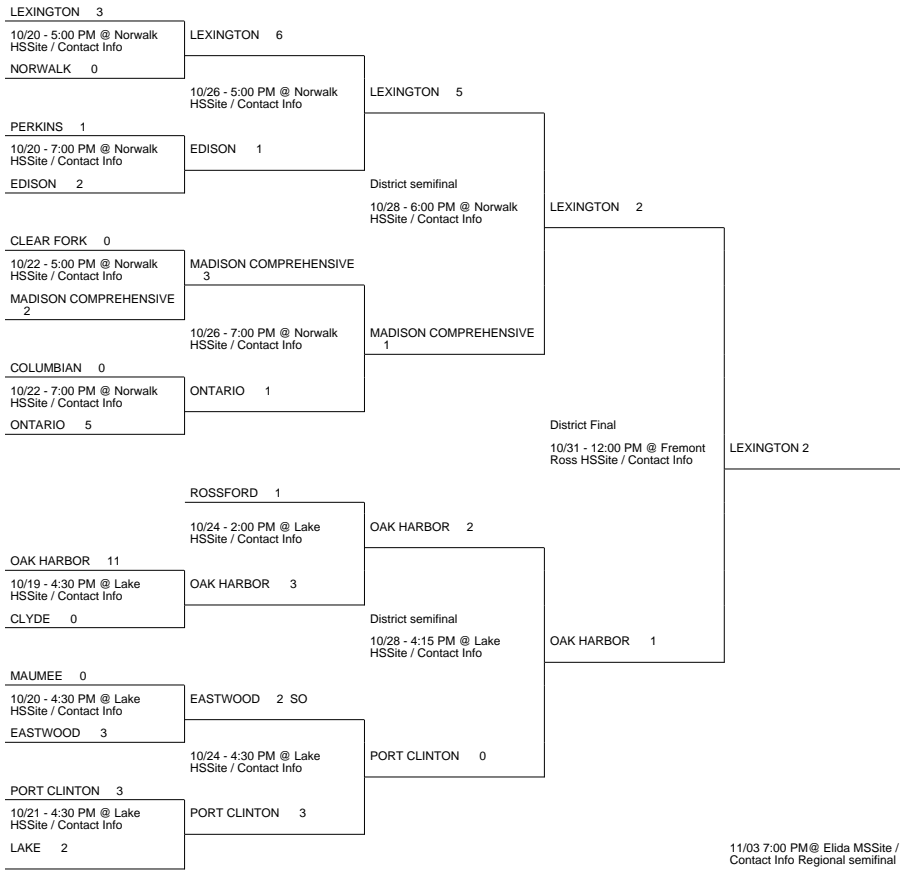 LEXINGTON 3
10/20 - 5:00 PM @ Norwalk
HSSite / Contact Info
NORWALK 0
PERKINS 1
10/20 - 7:00 PM @ Norwalk
HSSite / Contact Info
EDISON 2
CLEAR FORK 0
10/22 - 5:00 PM @ Norwalk
HSSite / Contact Info
MADISON COMPREHENSIVE
2
COLUMBIAN 0
10/22 - 7:00 PM @ Norwalk
HSSite / Contact Info
ONTARIO 5
OAK HARBOR 11
10/19 - 4:30 PM @ Lake
HSSite / Contact Info
CLYDE 0
MAUMEE 0
10/20 - 4:30 PM @ Lake
HSSite / Contact Info
EASTWOOD 3
PORT CLINTON 3
10/21 - 4:30 PM @ Lake
HSSite / Contact Info
LAKE 2
LEXINGTON 6
10/26 - 5:00 PM @ Norwalk
HSSite / Contact Info
EDISON 1
MADISON COMPREHENSIVE
3
10/26 - 7:00 PM @ Norwalk
HSSite / Contact Info
ONTARIO 1
ROSSFORD 1
10/24 - 2:00 PM @ Lake
HSSite / Contact Info
OAK HARBOR 3
EASTWOOD 2 SO
10/24 - 4:30 PM @ Lake
HSSite / Contact Info
PORT CLINTON 3
LEXINGTON 5
District semifinal
10/28 - 6:00 PM @ Norwalk
HSSite / Contact Info
MADISON COMPREHENSIVE
1
OAK HARBOR 2
District semifinal
10/28 - 4:15 PM @ Lake
HSSite / Contact Info
PORT CLINTON 0
LEXINGTON 2
District Final
10/31 - 12:00 PM @ Fremont
Ross HSSite / Contact Info
OAK HARBOR 1
LEXINGTON 2
11/03 7:00 PM@ Elida MSSite /
Contact Info Regional semifinal